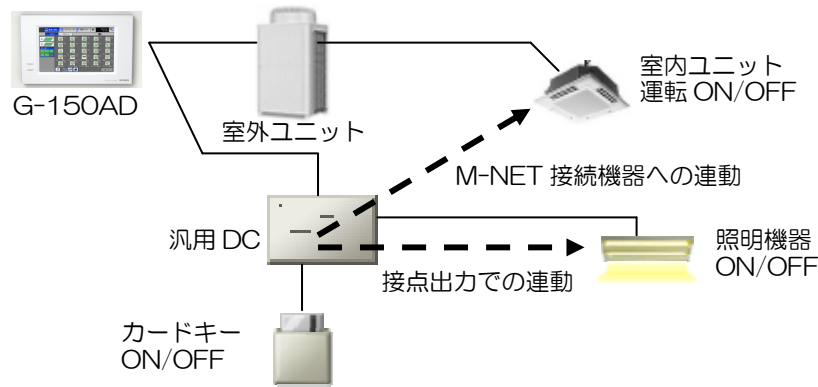 G-150AD
室外ユニット
室内ユニット
運転 ON/OFF
M-NET 接続機器への連動
汎用 DC
接点出力での連動
照明機器
ON/OFF
カードキー
ON/OFF